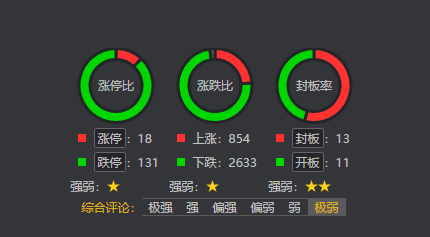 涨停比 涨跌比 封板率
涨停：18 上涨：854 封板：13
跌停：131 下跌：2633 开板：11
强弱：★ 强弱：★ 强弱：★★
综合评论： 极强 强 偏强 偏弱 弱 极弱